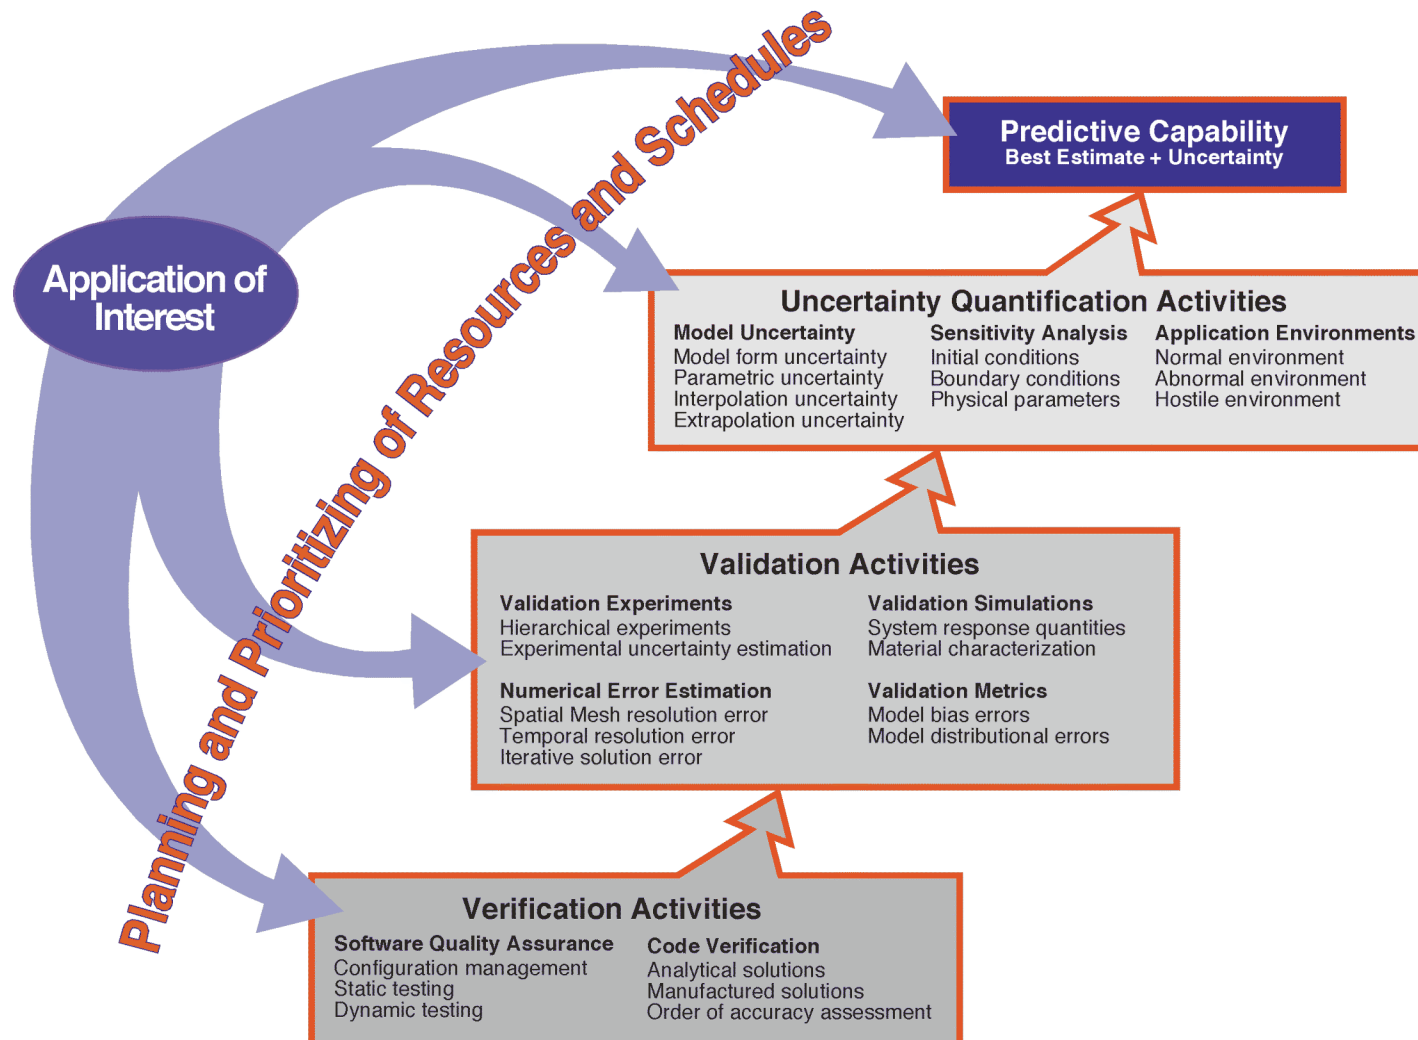 Planning and Prioritizing of Resources and Schedules
Application of
Interest
Predictive Capability
Best Estimate + Uncertainty
Uncertainty Quantification Activities
Model Uncertainty
Model form uncertainty
Parametric uncertainty
Interpolation uncertainty
Extrapolation uncertainty
Sensitivity Analysis
Initial conditions
Boundary conditions
Physical parameters
Application Environments
Normal environment
Abnormal environment
Hostile environment
Validation Activities
Validation Experiments
Hierarchical experiments
Experimental uncertainty estimation
Validation Simulations
System response quantities
Material characterization
Numerical Error Estimation
Spatial Mesh resolution error
Temporal resolution error
Iterative solution error
Validation Metrics
Model bias errors
Model distributional errors
Verification Activities
Software Quality Assurance
Configuration management
Static testing
Dynamic testing
Code Verification
Analytical solutions
Manufactured solutions
Order of accuracy assessment